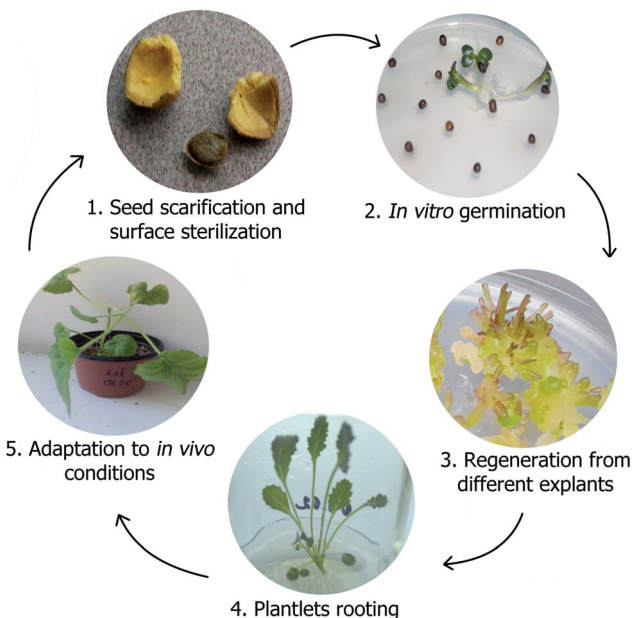 1. Seed scarification and
surface sterilization
2. In vitro germination
3. Regeneration from
different explants
4. Plantlets rooting
5. Adaptation to in vivo
conditions